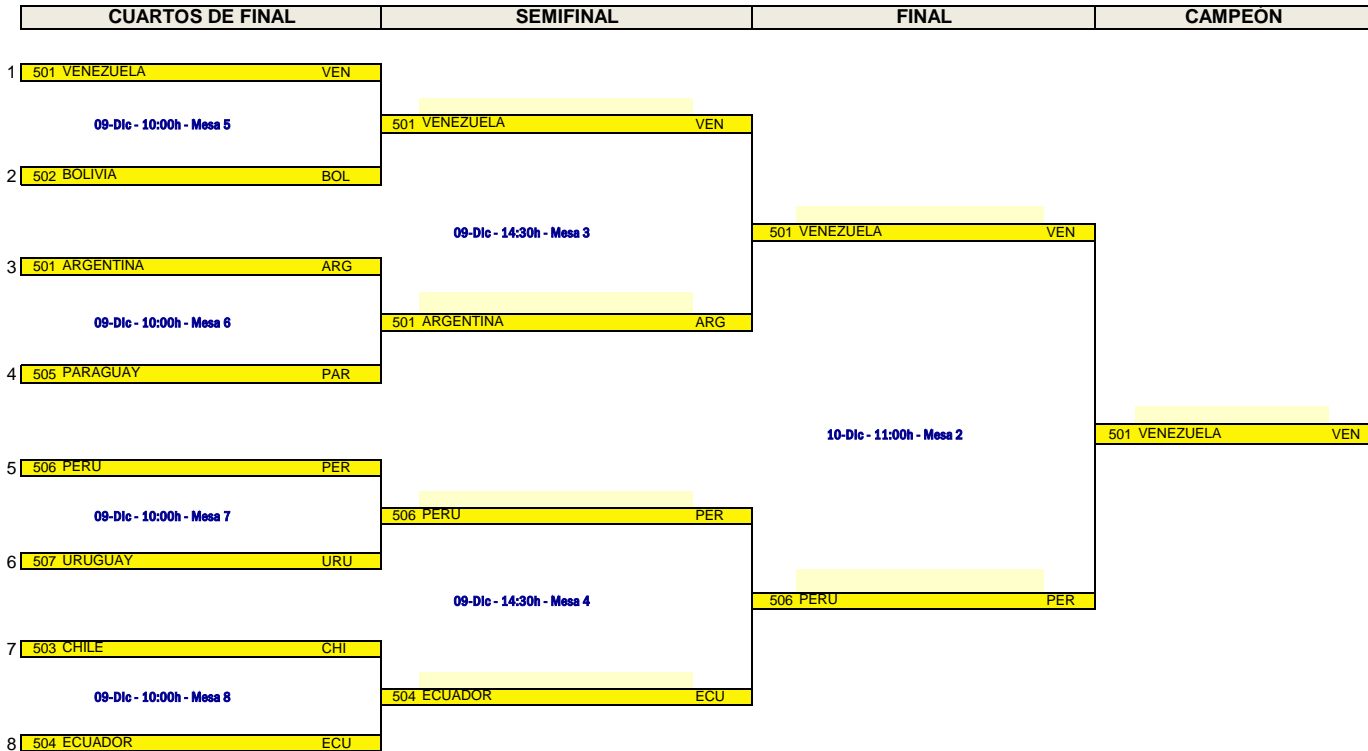 CUARTOS DE FINAL SEMIFINAL FINAL CAMPEÓN
1 501 VENEZUELA VEN
09-Dic - 10:00h - Mesa 5
501 VENEZUELA VEN
2 502 BOLIVIA BOL
09-Dic - 14:30h - Mesa 3
501 VENEZUELA VEN
3 501 ARGENTINA ARG
09-Dic - 10:00h - Mesa 6
501 ARGENTINA ARG
4 505 PARAGUAY PAR
10-Dic - 11:00h - Mesa 2
501 VENEZUELA VEN
5 506 PERU PER
09-Dic - 10:00h - Mesa 7
506 PERU PER
6 507 URUGUAY URU
09-Dic - 14:30h - Mesa 4
506 PERU PER
7 503 CHILE CHI
09-Dic - 10:00h - Mesa 8
504 ECUADOR ECU
8 504 ECUADOR ECU